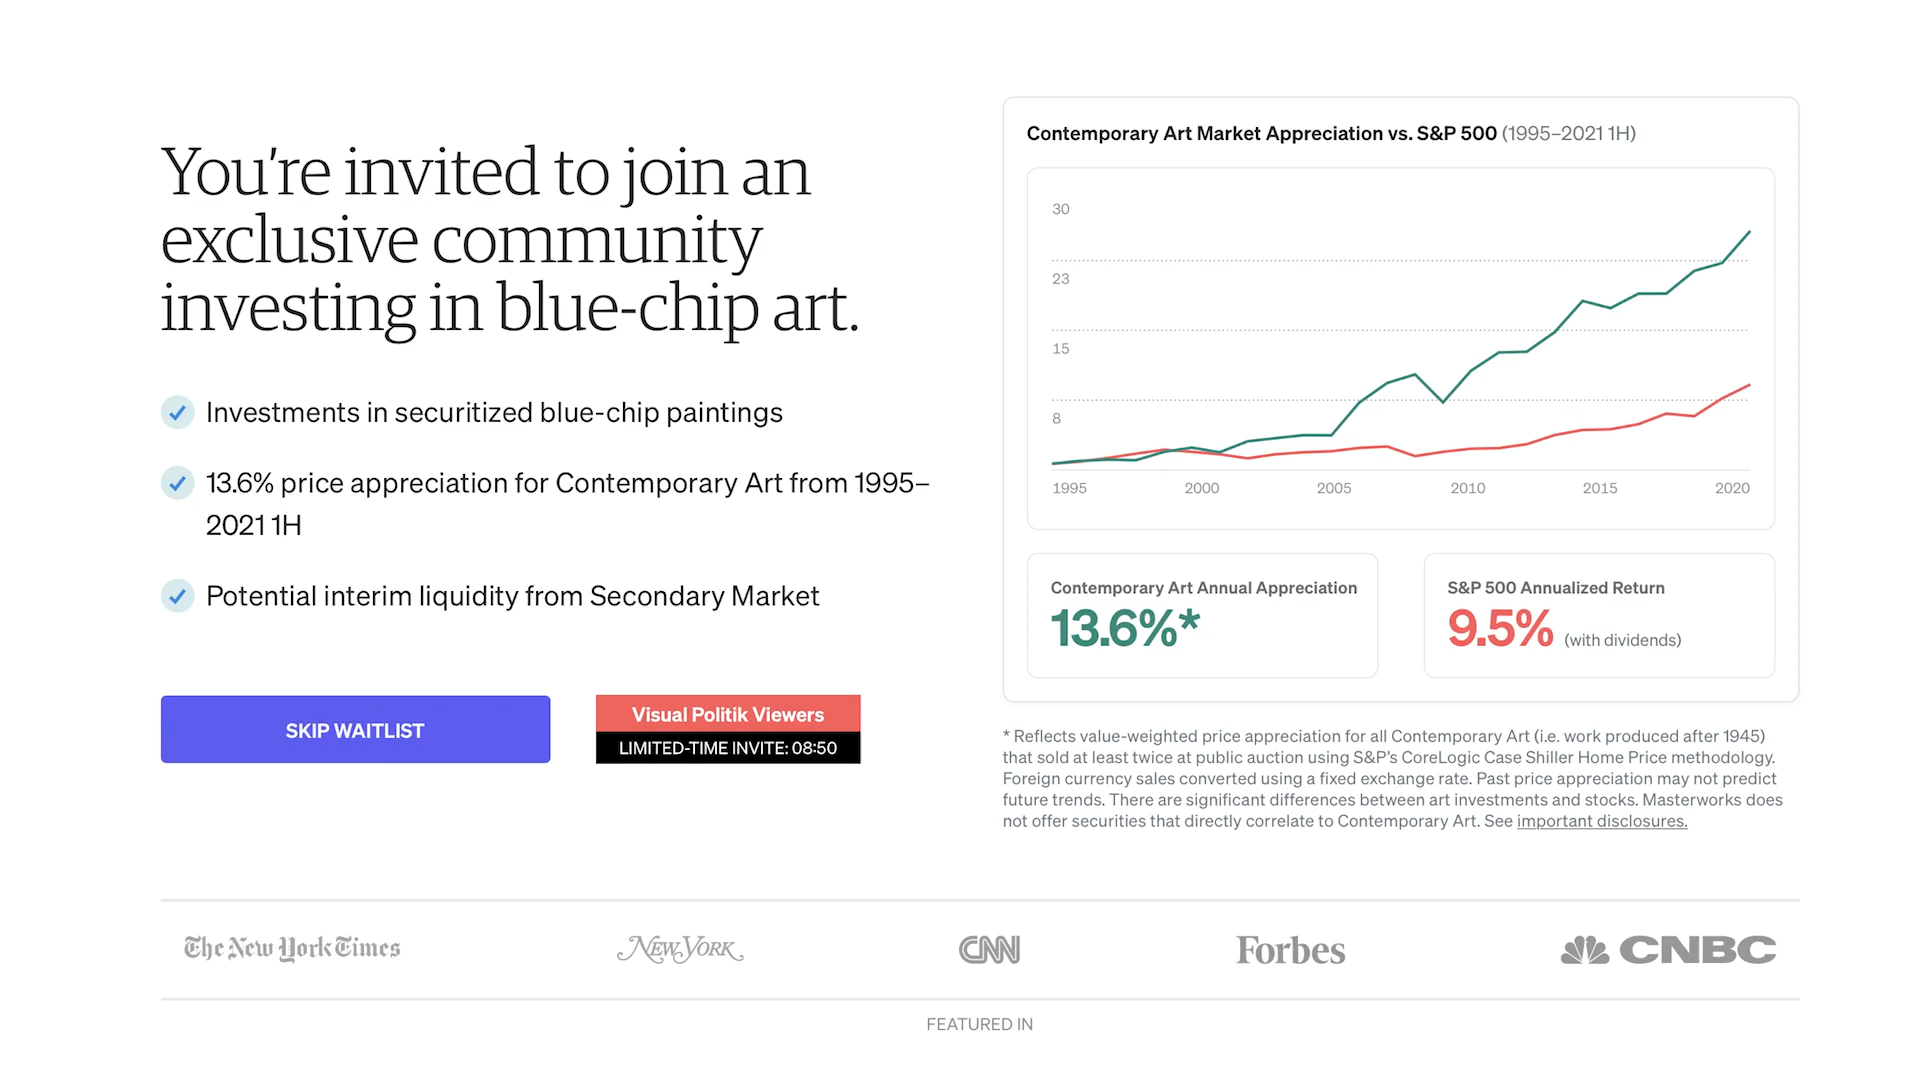 You're invited to join an
exclusive community
investing in blue-chip art.
Investments in securitized blue-chip paintings
13.6% price appreciation for Contemporary Art from 1995–
2021 1H
Potential interim liquidity from Secondary Market
SKIP WAITLIST
Visual Politik Viewers
LIMITED-TIME INVITE: 08:50
Contemporary Art Market Appreciation vs. S&P 500 (1995–2021 1H)
30
23
15
8
1995 2000 2005 2010 2015 2020
Contemporary Art Annual Appreciation
13.6%*
S&P 500 Annualized Return
9.5% (with dividends)
* Reflects value-weighted price appreciation for all Contemporary Art (i.e. work produced after 1945)
that sold at least twice at public auction using S&P's CoreLogic Case Shiller Home Price methodology.
Foreign currency sales converted using a fixed exchange rate. Past price appreciation may not predict
future trends. There are significant differences between art investments and stocks. Masterworks does
not offer securities that directly correlate to Contemporary Art. See important disclosures.
The New York Times NEW YORK CNN Forbes CNBC
FEATURED IN